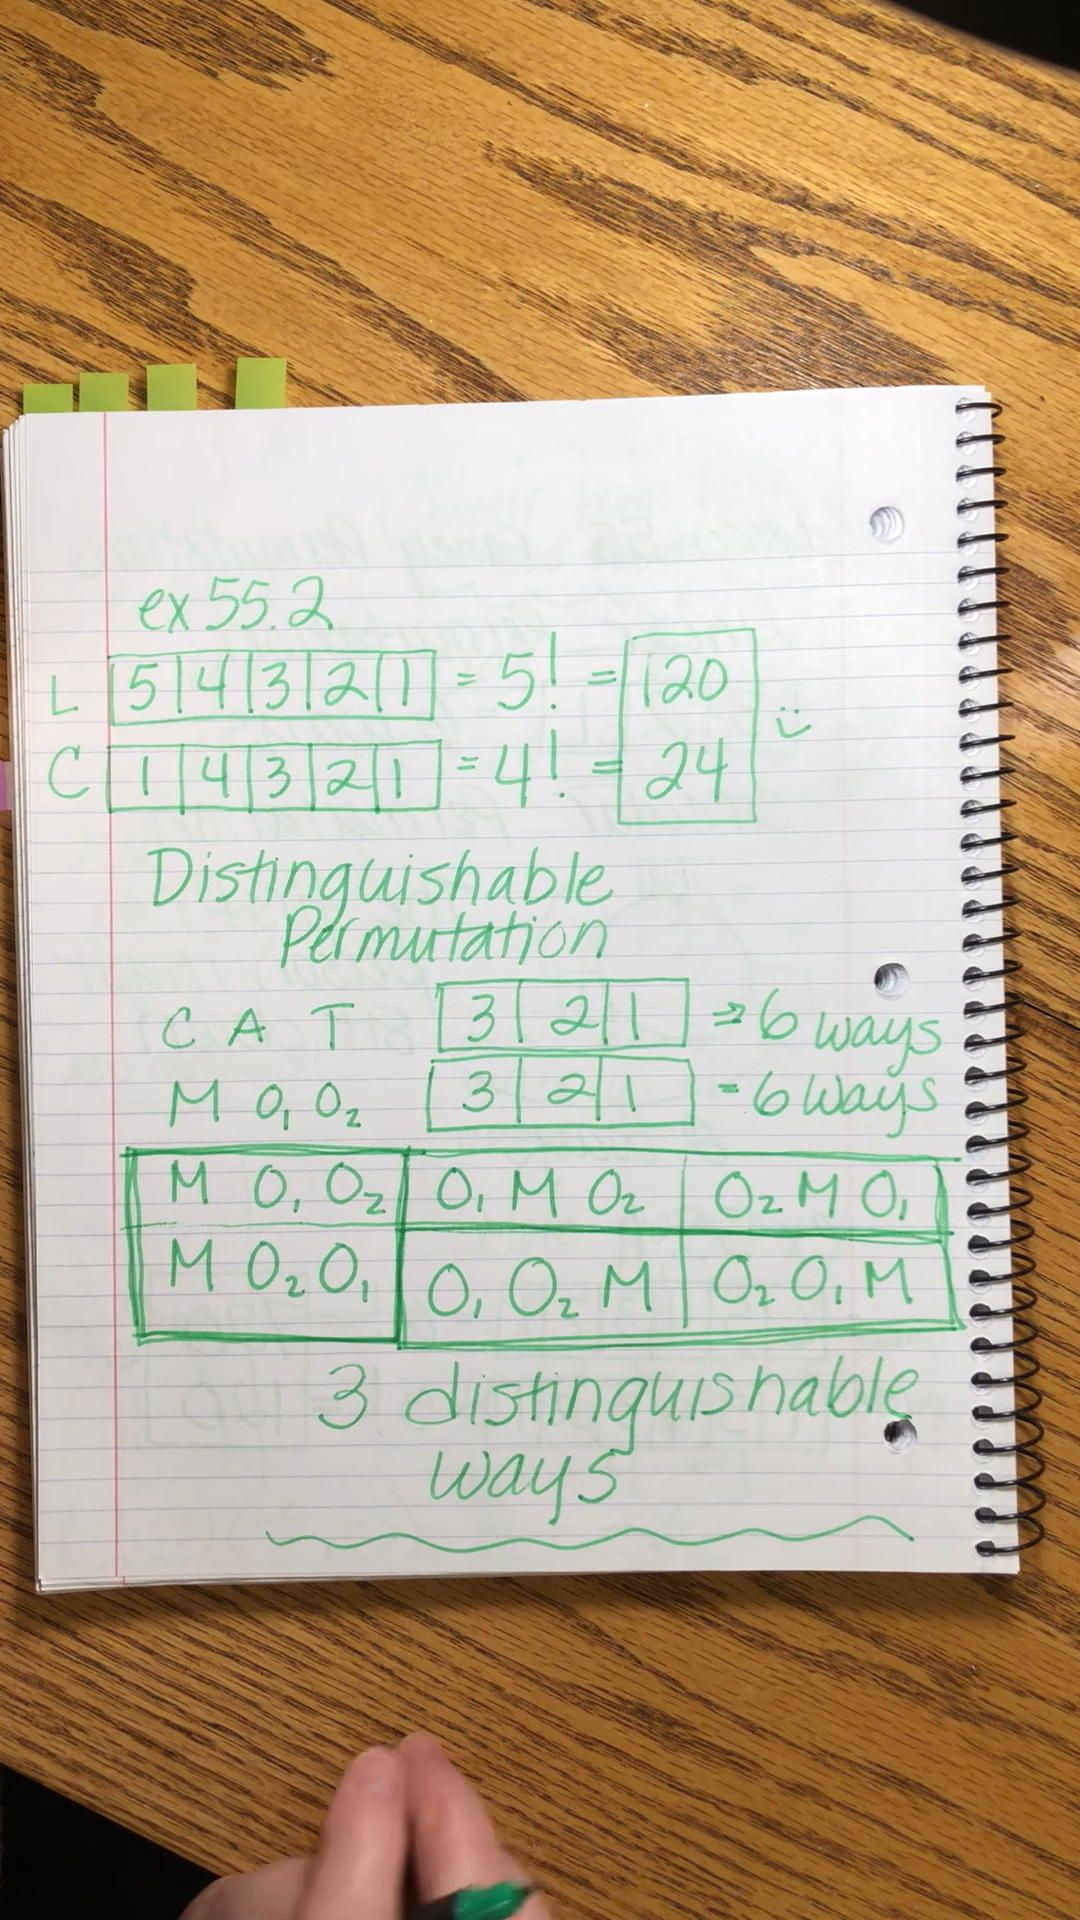 ex 55.2
L 5 4 3 2 1 = 5! = 120
C 1 4 3 2 1 = 4! = 24
Distinguishable
Permutation
C A T 3 2 1 ⇒ 6 ways
M O₁ O₂ 3 2 1 = 6 ways
M O₁ O₂ O₁ M O₂ O₂ M O₁
M O₂ O₁ O₁ O₂ M O₂ O₁ M
3 distinguishable
ways